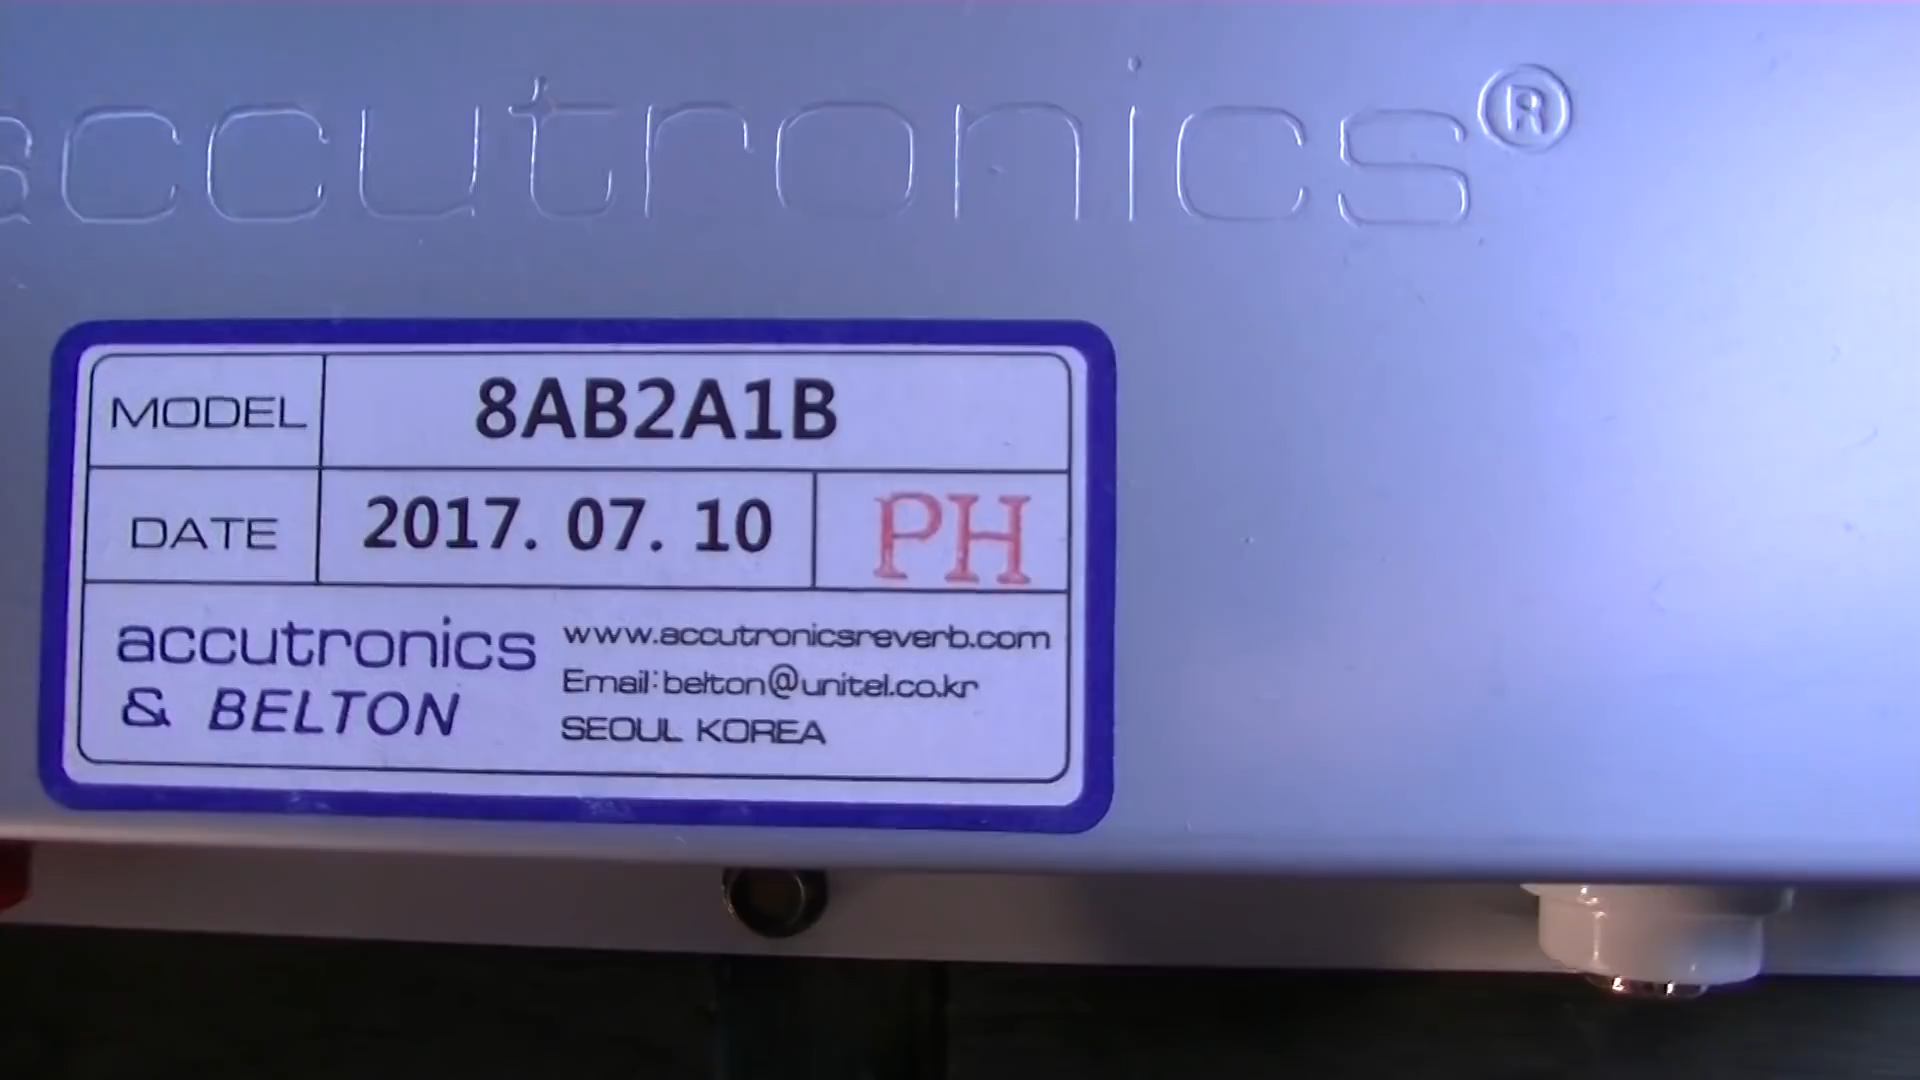 accutronics®
MODEL 8AB2A1B
DATE 2017. 07. 10 PH
accutronics
& BELTON
www.accutronicsreverb.com
Email:belton@unitel.co.kr
SEOUL KOREA